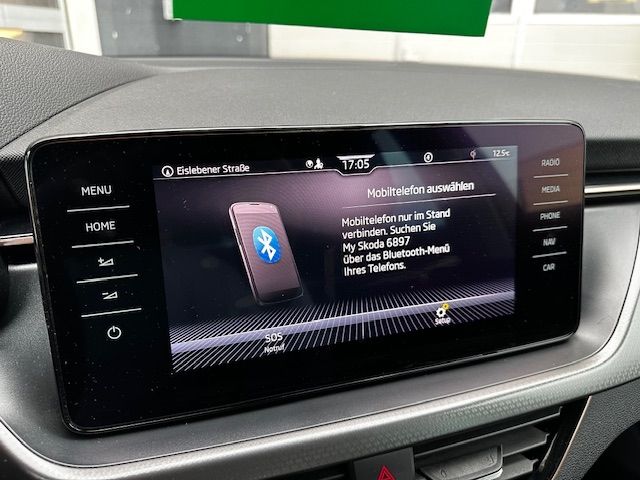 Eislebener Straße
17:05
12.5°C
MENU
HOME
+
-
Mobiltelefon auswählen
Mobiltelefon nur im Stand
verbinden. Suchen Sie
My Skoda 6897
über das Bluetooth-Menü
Ihres Telefons.
SOS
Notruf
Setup
RADIO
MEDIA
PHONE
NAV
CAR